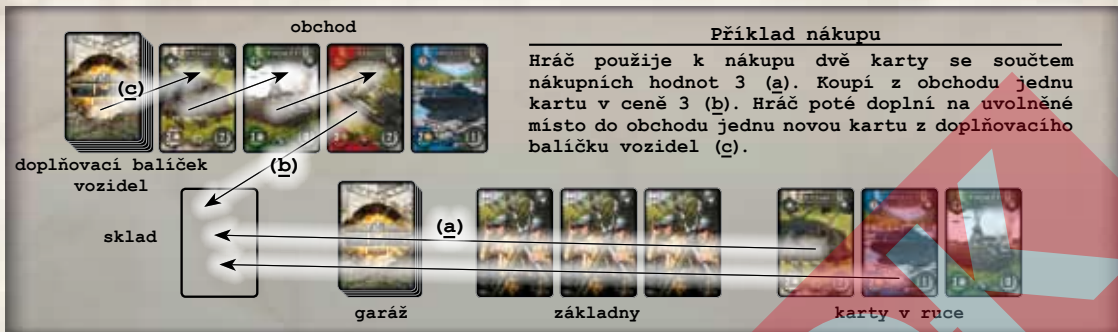 obchod
Příklad nákupu
Hráč použije k nákupu dvě karty se součtem
nákupních hodnot 3 (a). Koupí z obchodu jednu
kartu v ceně 3 (b). Hráč poté doplní na uvolněné
místo do obchodu jednu novou kartu z doplňovacího
balíčku vozidel (c).
(c)
doplňovací balíček
vozidel
(b)
sklad
(a)
garáž
základny
karty v ruce